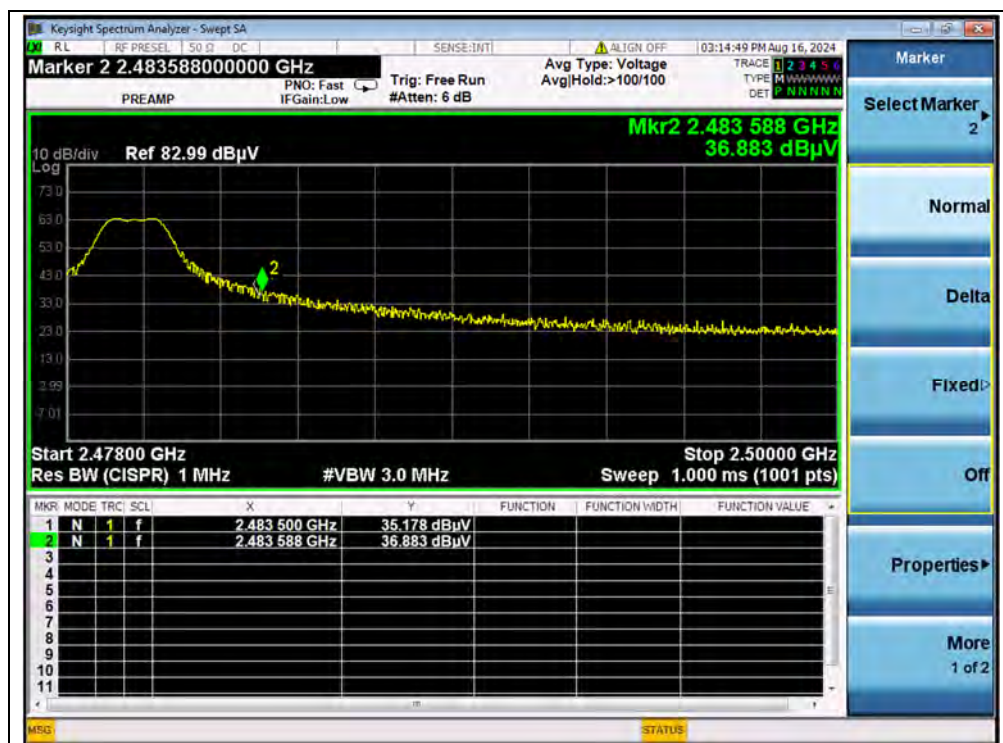 Keysight Spectrum Analyzer - Swept SA
LXI RL RF PRESEL 50 Ω DC SENSE:INT ALIGN OFF 03:14:49 PM Aug 16, 2024
Marker 2 2.483588000000 GHz
PREAMP
PNO: Fast
IFGain:Low
Trig: Free Run
#Atten: 6 dB
Avg Type: Voltage
Avg|Hold:>100/100
TRACE 1 2 3 4 5 6
TYPE M W W W W W
DET P N N N N N
Mkr2 2.483 588 GHz
36.883 dBµV
10 dB/div Ref 82.99 dBµV
Log
73.0
63.0
53.0
43.0
33.0
23.0
13.0
2.99
-7.01
2
Start 2.47800 GHz Stop 2.50000 GHz
Res BW (CISPR) 1 MHz #VBW 3.0 MHz Sweep 1.000 ms (1001 pts)
MKR MODE TRC SCL X Y FUNCTION FUNCTION WIDTH FUNCTION VALUE
1 N 1 f 2.483 500 GHz 35.178 dBµV
2 N 1 f 2.483 588 GHz 36.883 dBµV
3
4
5
6
7
8
9
10
11
MSG STATUS
Marker
Select Marker
2
Normal
Delta
Fixed
Off
Properties
More
1 of 2